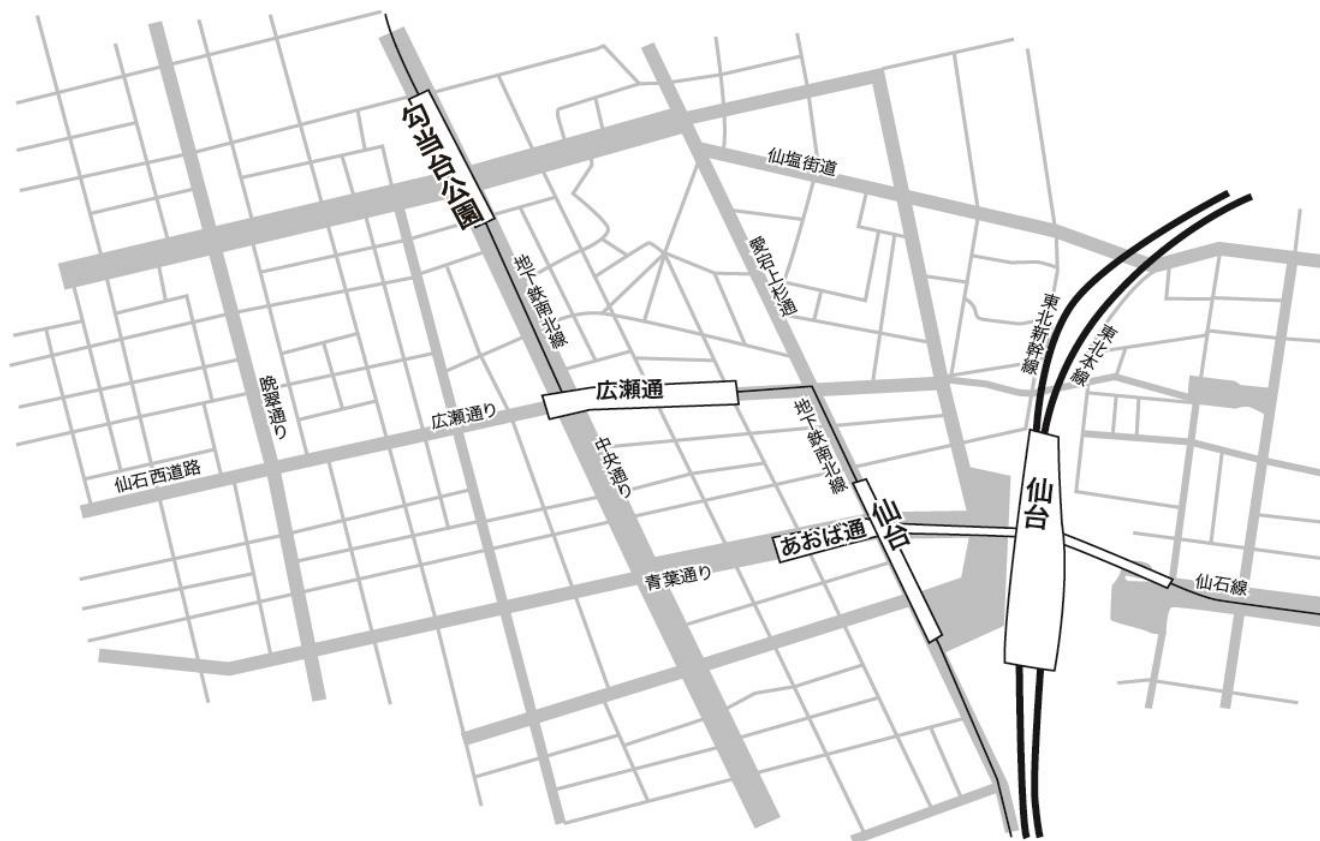 勾当台公園
仙塩街道
愛宕上杉通
地下鉄南北線
東北新幹線
東北本線
晩翠通り
広瀬通り
広瀬通
仙石西道路
中央通り
地下鉄南北線
仙台
仙台
あおば通
青葉通り
仙石線